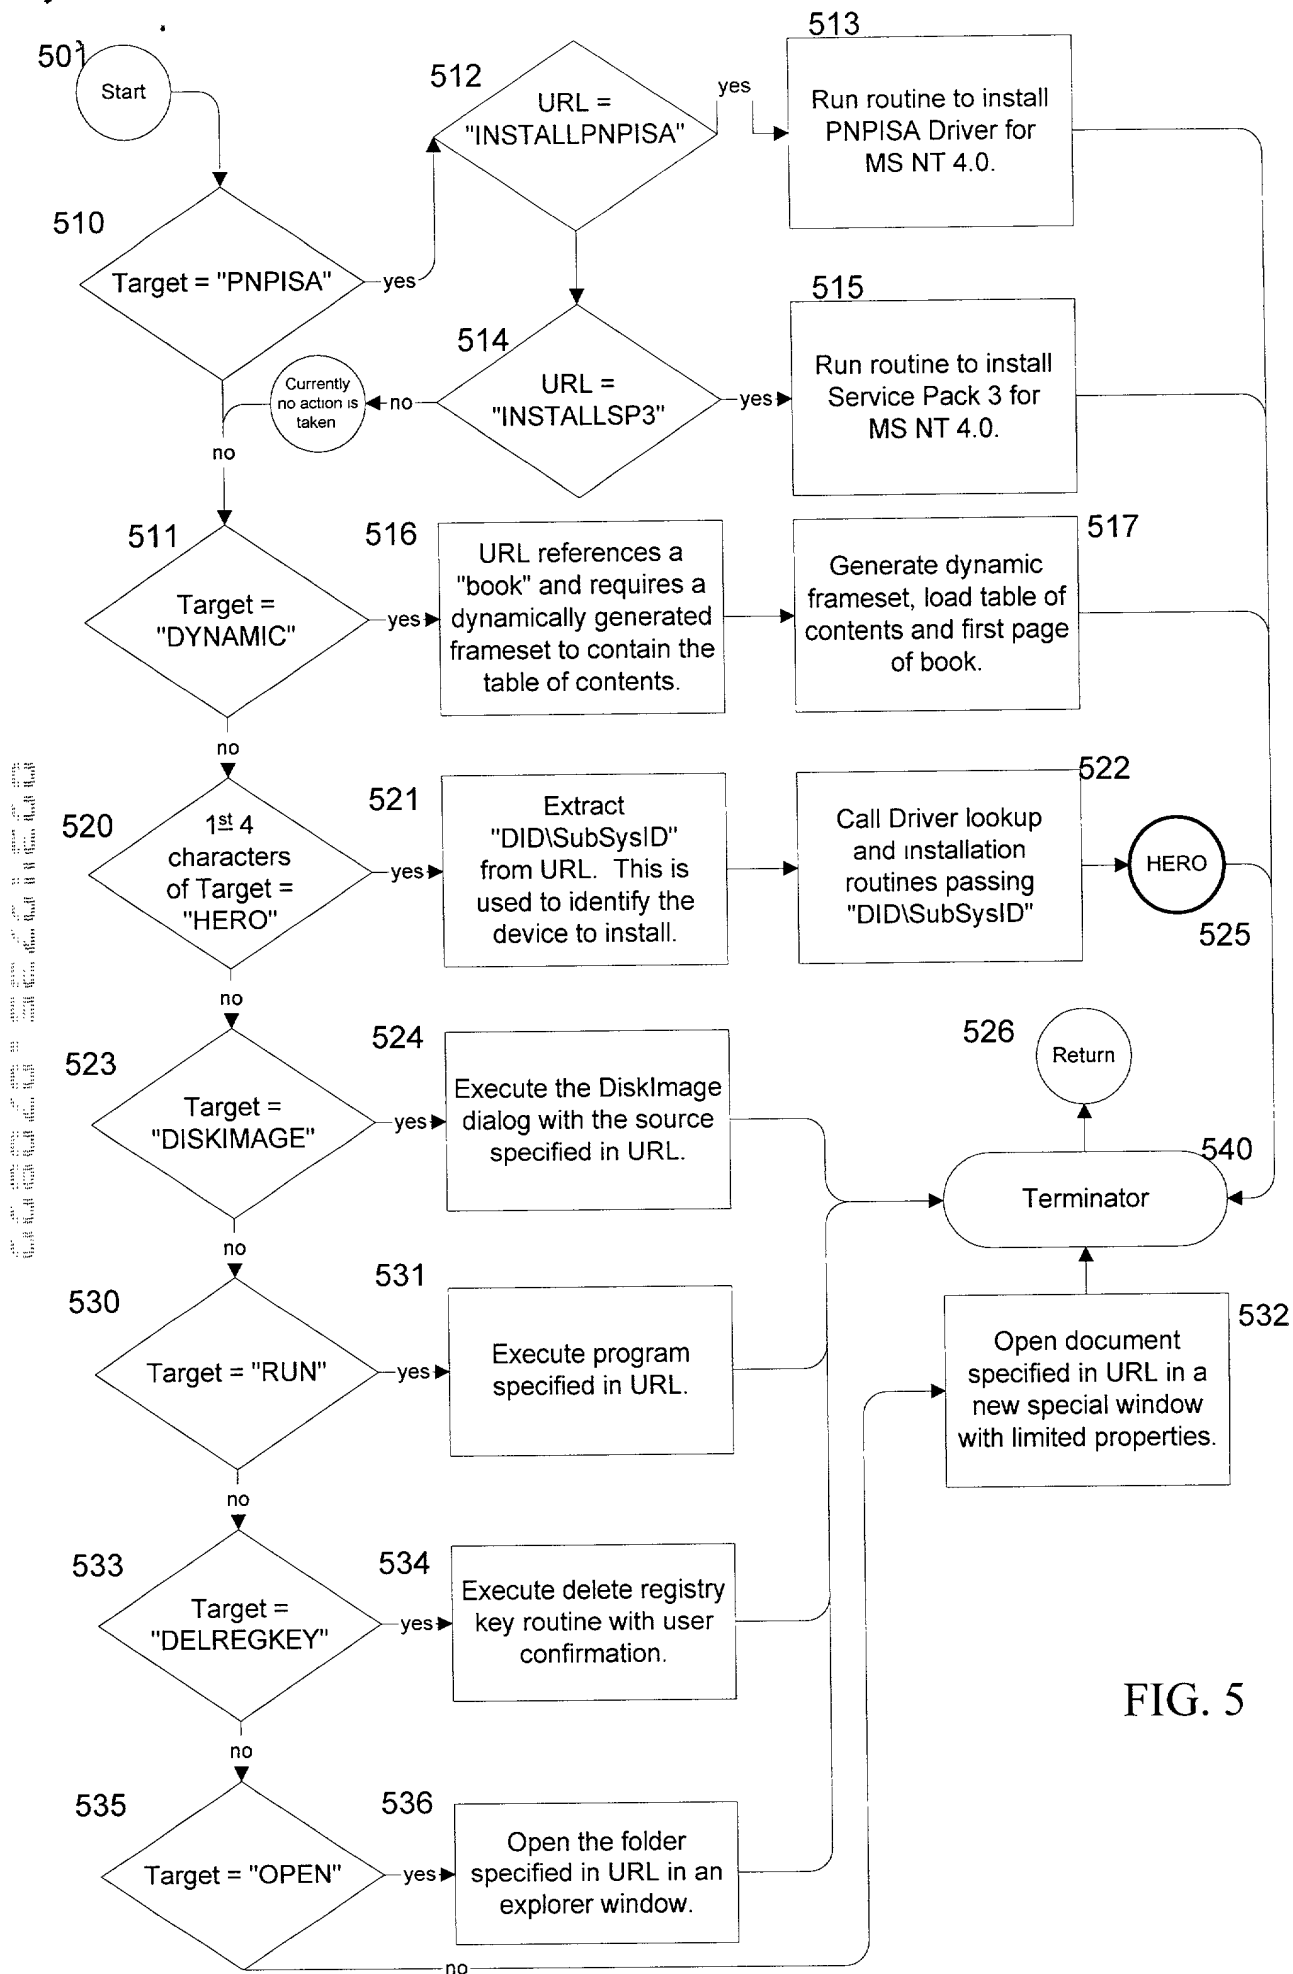 501
Start
510
Target = "PNPISA"
yes
512
URL =
"INSTALLPNPISA"
yes
513
Run routine to install
PNPISA Driver for
MS NT 4.0.
514
URL =
"INSTALLSP3"
yes
515
Run routine to install
Service Pack 3 for
MS NT 4.0.
no
Currently
no action is
taken
no
511
Target =
"DYNAMIC"
yes
516
URL references a
"book" and requires a
dynamically generated
frameset to contain the
table of contents.
517
Generate dynamic
frameset, load table of
contents and first page
of book.
no
520
1st 4
characters
of Target =
"HERO"
yes
521
Extract
"DID\SubSysID"
from URL. This is
used to identify the
device to install.
522
Call Driver lookup
and installation
routines passing
"DID\SubSysID"
HERO
525
no
523
Target =
"DISKIMAGE"
yes
524
Execute the DiskImage
dialog with the source
specified in URL.
526
Return
540
Terminator
no
530
Target = "RUN"
yes
531
Execute program
specified in URL.
532
Open document
specified in URL in a
new special window
with limited properties.
no
533
Target =
"DELREGKEY"
yes
534
Execute delete registry
key routine with user
confirmation.
no
535
Target = "OPEN"
yes
536
Open the folder
specified in URL in an
explorer window.
no
FIG. 5